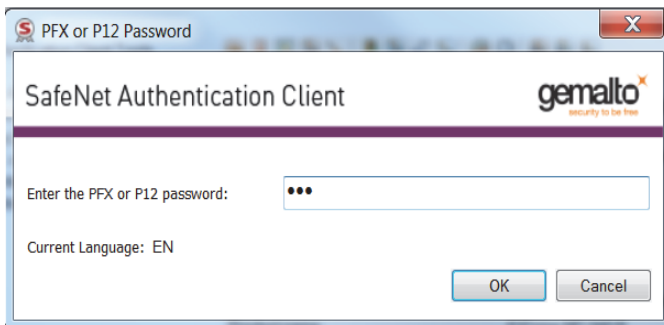 PFX or P12 Password
SafeNet Authentication Client
gemalto
security to be free
Enter the PFX or P12 password:
•••
Current Language: EN
OK
Cancel